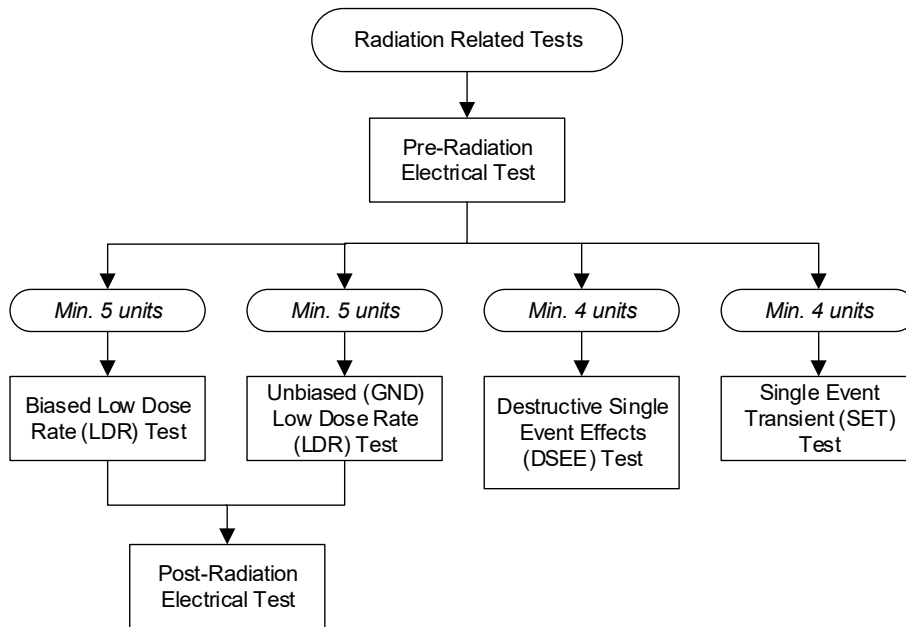 Radiation Related Tests
Pre-Radiation
Electrical Test
Min. 5 units
Min. 5 units
Min. 4 units
Min. 4 units
Biased Low Dose
Rate (LDR) Test
Unbiased (GND)
Low Dose Rate
(LDR) Test
Destructive Single
Event Effects
(DSEE) Test
Single Event
Transient (SET)
Test
Post-Radiation
Electrical Test